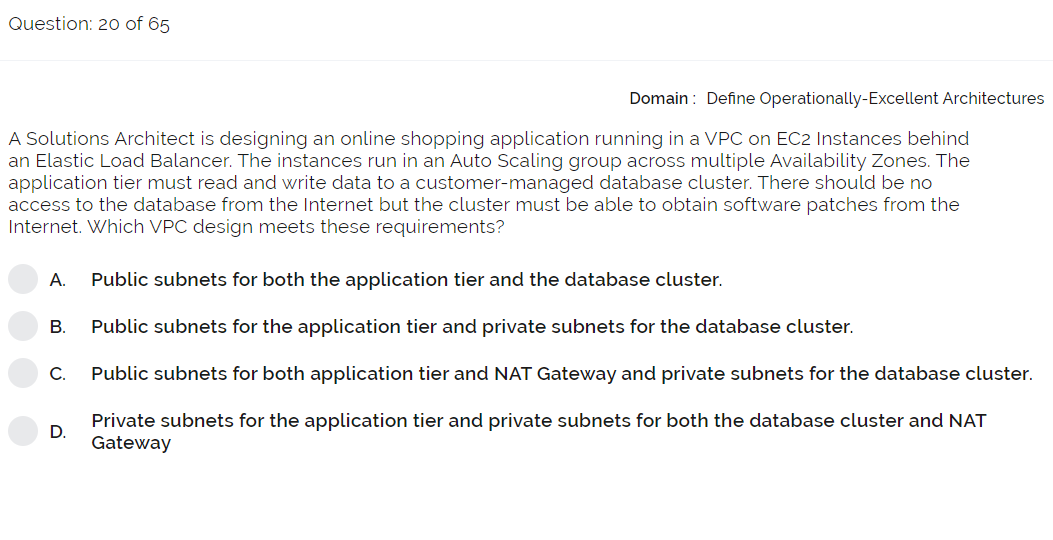 Question: 20 of 65
Domain : Define Operationally-Excellent Architectures
A Solutions Architect is designing an online shopping application running in a VPC on EC2 Instances behind
an Elastic Load Balancer. The instances run in an Auto Scaling group across multiple Availability Zones. The
application tier must read and write data to a customer-managed database cluster. There should be no
access to the database from the Internet but the cluster must be able to obtain software patches from the
Internet. Which VPC design meets these requirements?
A. Public subnets for both the application tier and the database cluster.
B. Public subnets for the application tier and private subnets for the database cluster.
C. Public subnets for both application tier and NAT Gateway and private subnets for the database cluster.
D. Private subnets for the application tier and private subnets for both the database cluster and NAT
Gateway